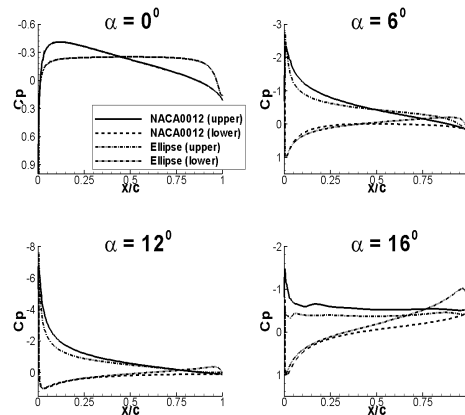 α = 0⁰
-0.6
-0.3
0
0.3
0.6
0.9
Cp
0
0.25
0.5
0.75
1
x/c
NACA0012 (upper)
NACA0012 (lower)
Ellipse (upper)
Ellipse (lower)
α = 6⁰
-3
-2
-1
0
1
Cp
0
0.25
0.5
0.75
x/c
α = 12⁰
-8
-6
-4
-2
0
Cp
0
0.25
0.5
0.75
1
x/c
α = 16⁰
-2
-1
0
1
Cp
0
0.25
0.5
0.75
x/c